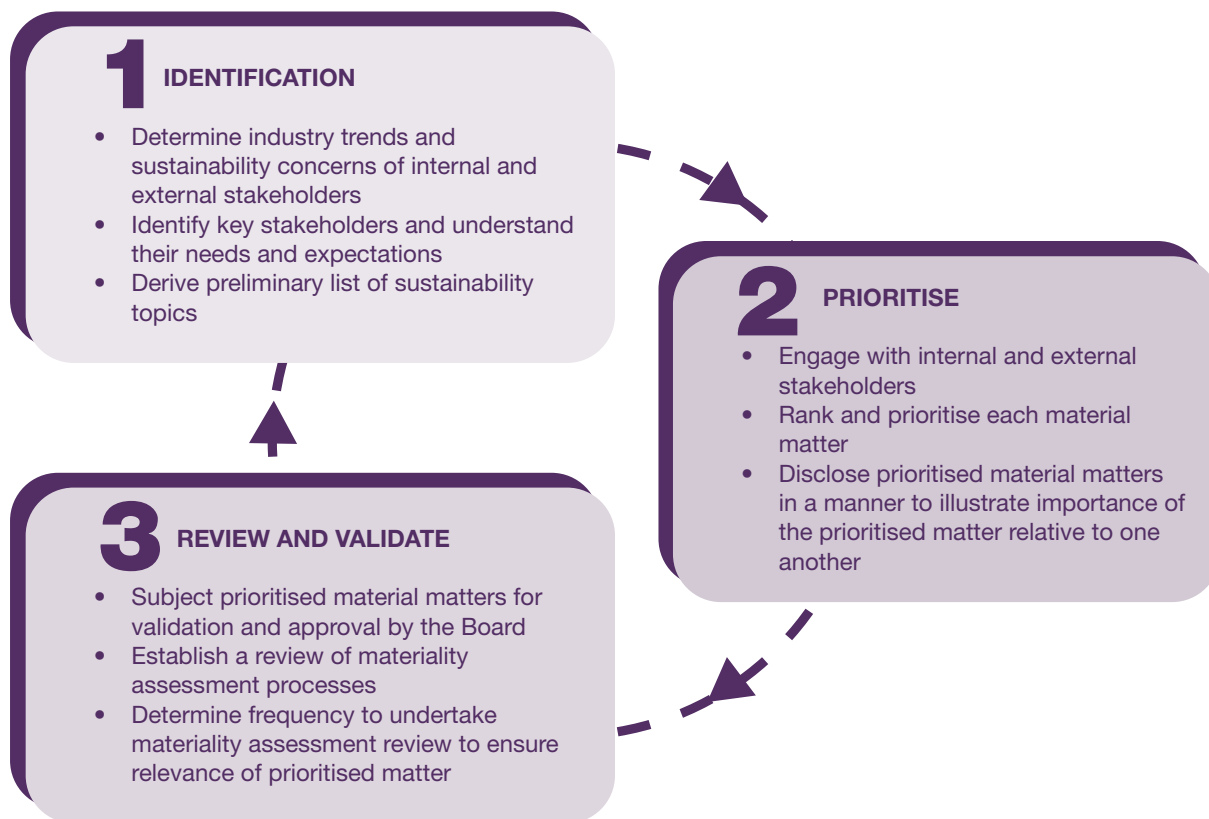 1 IDENTIFICATION
• Determine industry trends and
sustainability concerns of internal and
external stakeholders
• Identify key stakeholders and understand
their needs and expectations
• Derive preliminary list of sustainability
topics
2 PRIORITISE
• Engage with internal and external
stakeholders
• Rank and prioritise each material
matter
• Disclose prioritised material matters
in a manner to illustrate importance of
the prioritised matter relative to one
another
3 REVIEW AND VALIDATE
• Subject prioritised material matters for
validation and approval by the Board
• Establish a review of materiality
assessment processes
• Determine frequency to undertake
materiality assessment review to ensure
relevance of prioritised matter